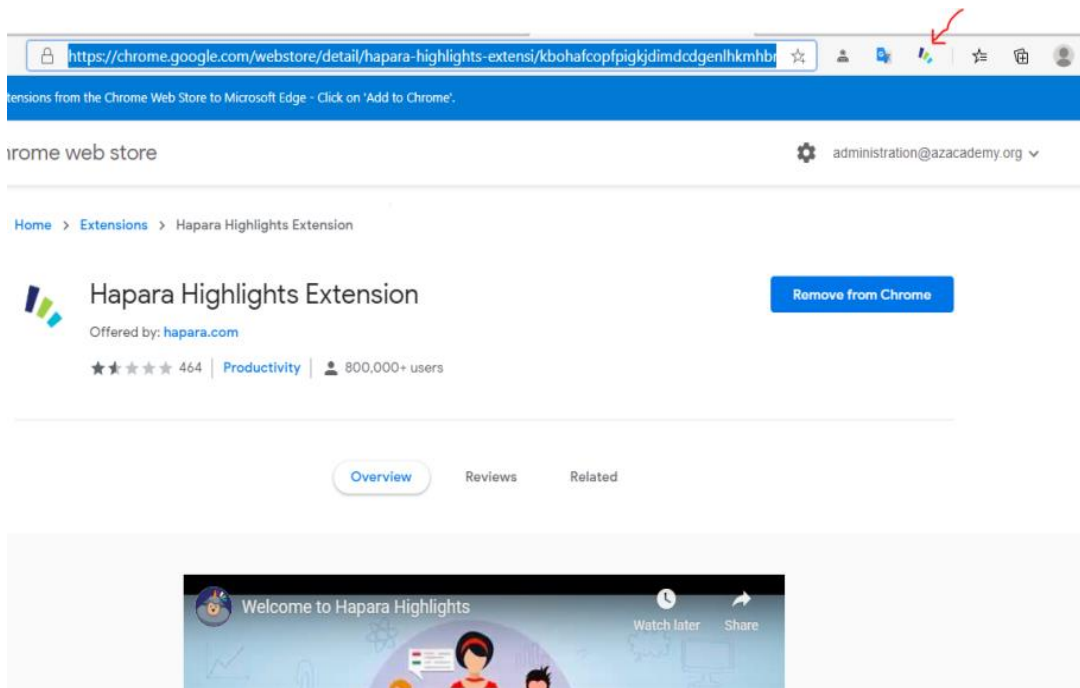 https://chrome.google.com/webstore/detail/hapara-highlights-extensi/kbohafcopfpigkjdimdcdgenlhkmhbn
tensions from the Chrome Web Store to Microsoft Edge - Click on 'Add to Chrome'.
hrome web store
administration@azacademy.org
Home > Extensions > Hapara Highlights Extension
Hapara Highlights Extension
Remove from Chrome
Offered by: hapara.com
464 | Productivity | 800,000+ users
Overview Reviews Related
Welcome to Hapara Highlights
Watch later Share